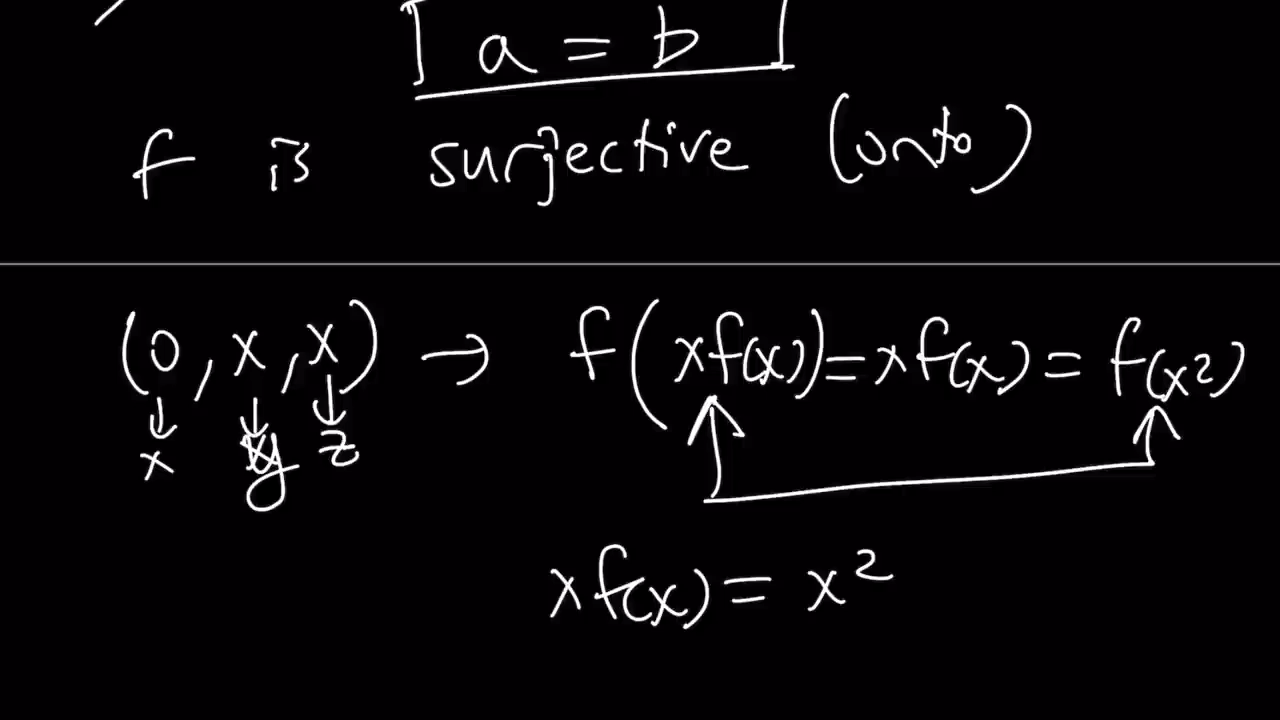 a = b
f is surjective (onto)
(0, x, x) → f(xf(x)) = xf(x) = f(x²)
x y z
xf(x) = x²